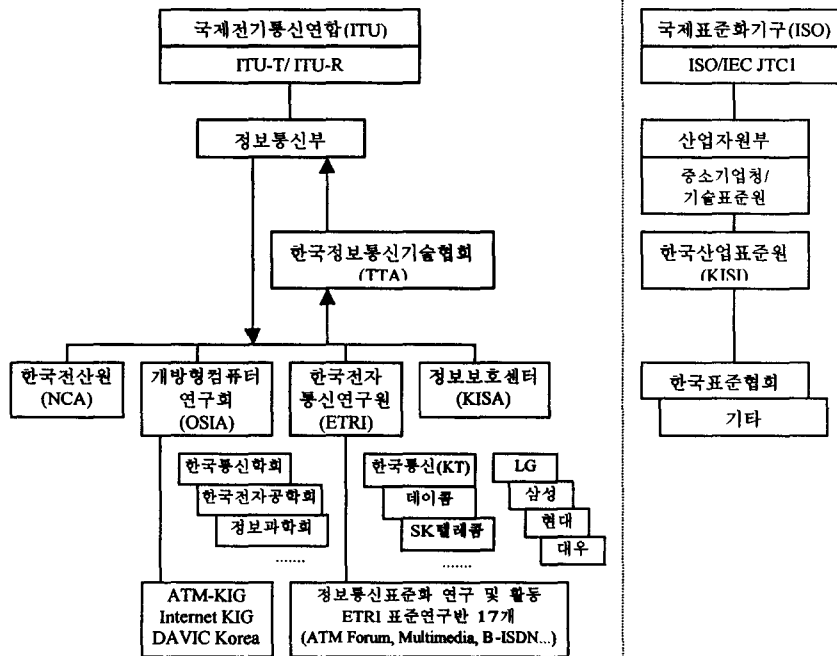 국제전기통신연합(ITU)
ITU-T/ ITU-R
정보통신부
한국정보통신기술협회
(TTA)
한국전산원
(NCA)
개방형컴퓨터
연구회
(OSIA)
한국전자
통신연구원
(ETRI)
정보보호센터
(KISA)
한국통신학회
한국전자공학회
정보과학회
.......
한국통신(KT)
데이콤
SK텔레콤
.......
LG
삼성
현대
대우
ATM-KIG
Internet KIG
DAVIC Korea
정보통신표준화 연구 및 활동
ETRI 표준연구반 17개
(ATM Forum, Multimedia, B-ISDN...)
국제표준화기구(ISO)
ISO/IEC JTC1
산업자원부
중소기업청/
기술표준원
한국산업표준원
(KISI)
한국표준협회
기타